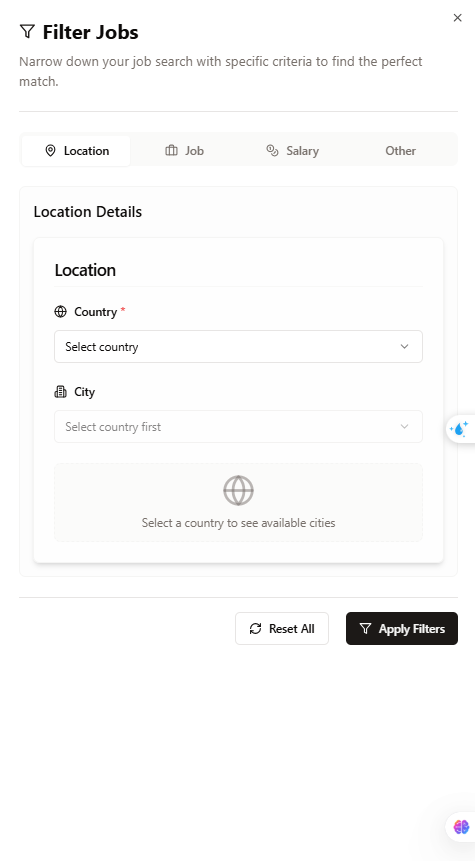 Filter Jobs
Narrow down your job search with specific criteria to find the perfect
match.
Location
Job
Salary
Other
Location Details
Location
Country *
Select country
City
Select country first
Select a country to see available cities
Reset All
Apply Filters